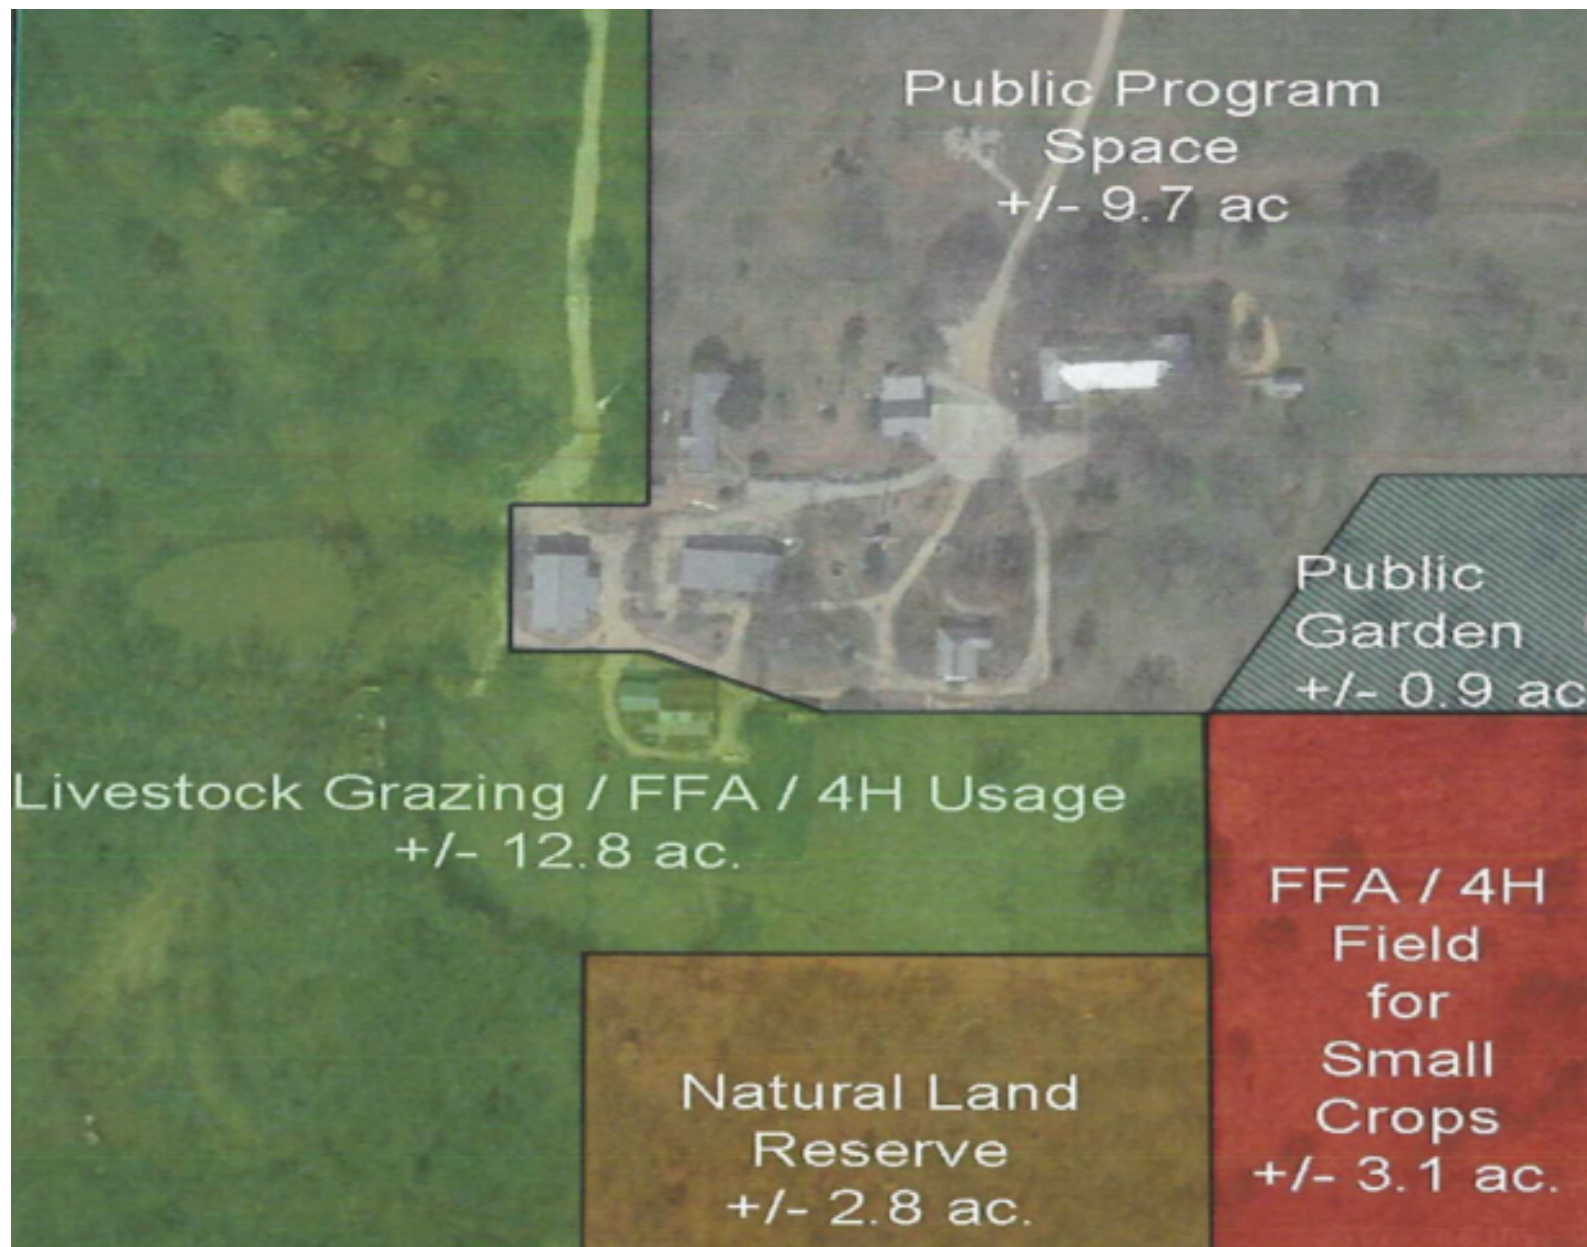 Public Program
Space
+/- 9.7 ac
Public
Garden
+/- 0.9 ac
Livestock Grazing / FFA / 4H Usage
+/- 12.8 ac.
FFA / 4H
Field
for
Small
Crops
+/- 3.1 ac.
Natural Land
Reserve
+/- 2.8 ac.